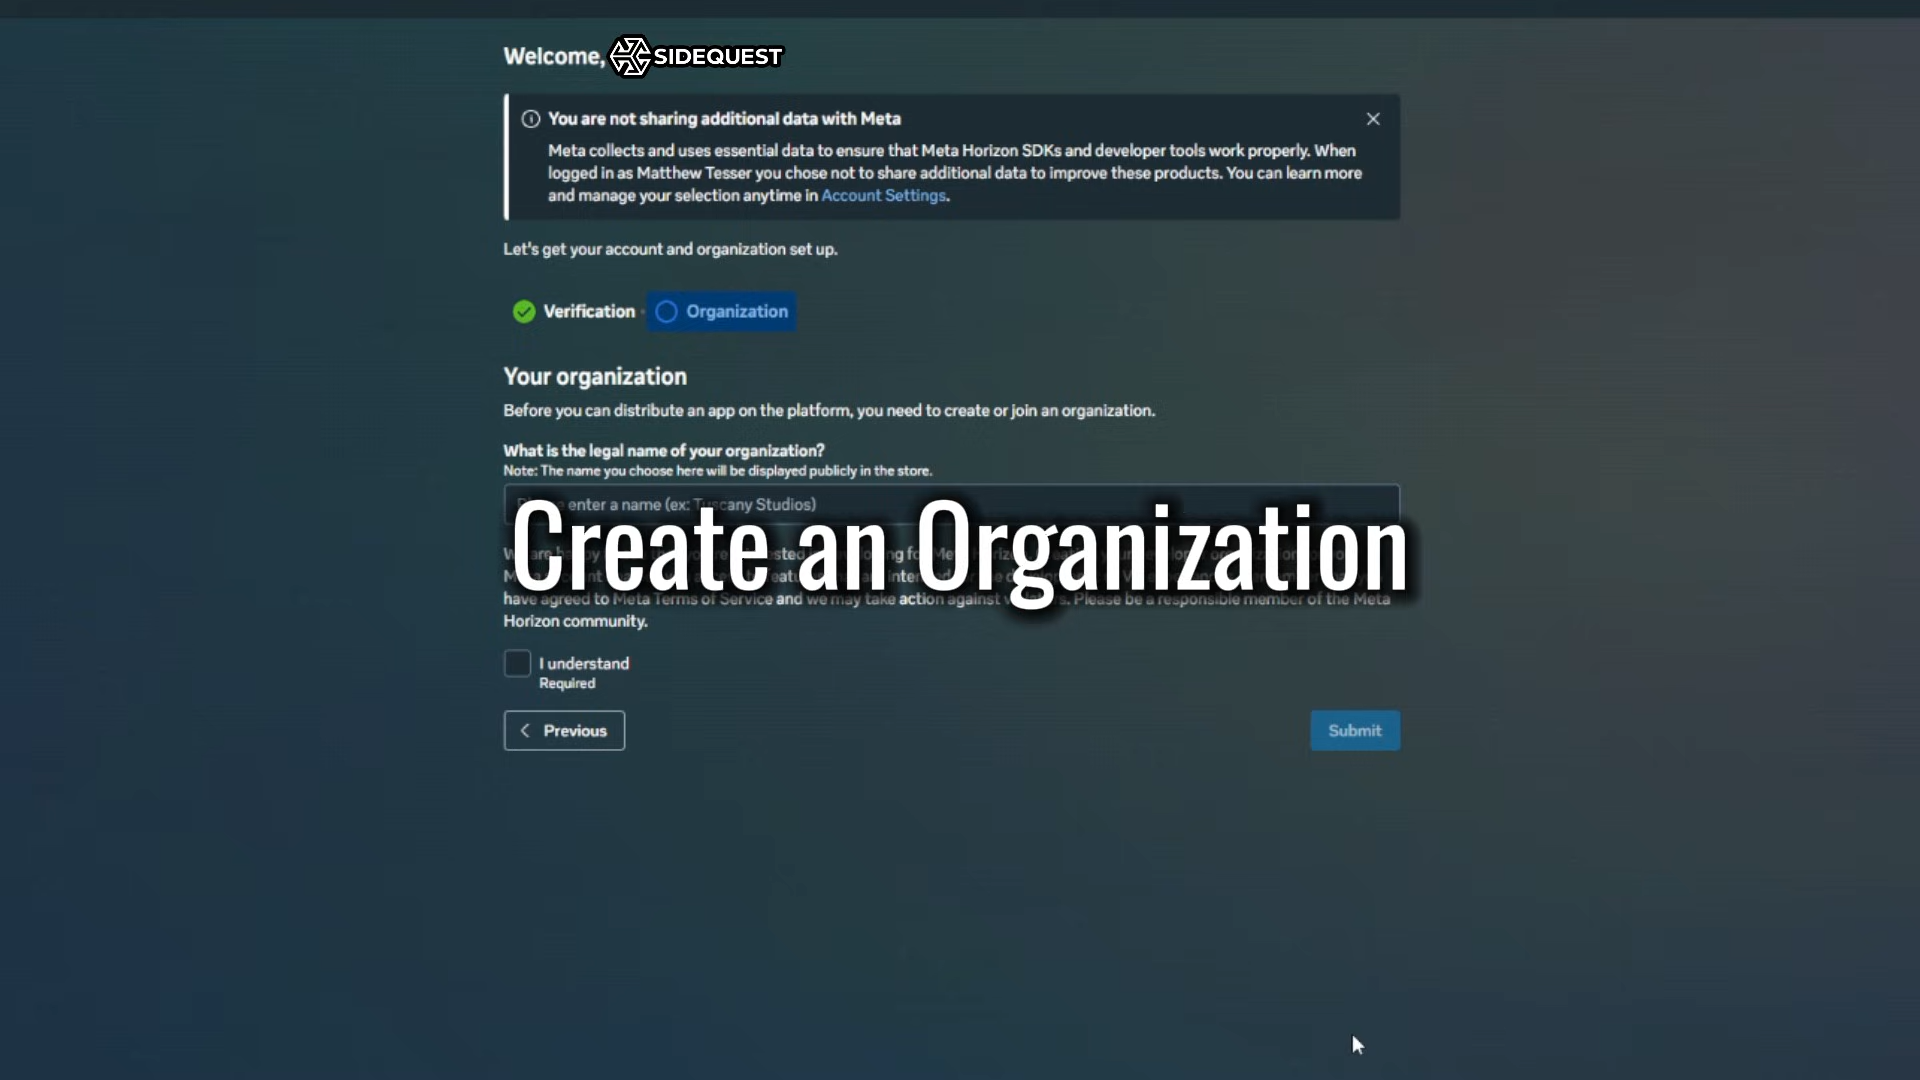 Welcome, SIDEQUEST
You are not sharing additional data with Meta
Meta collects and uses essential data to ensure that Meta Horizon SDKs and developer tools work properly. When
logged in as Matthew Tesser you chose not to share additional data to improve these products. You can learn more
and manage your selection anytime in Account Settings.
Let's get your account and organization set up.
Verification
Organization
Your organization
Before you can distribute an app on the platform, you need to create or join an organization.
What is the legal name of your organization?
Note: The name you choose here will be displayed publicly in the store.
enter a name (ex: Tuscany Studios)
Create an Organization
have agreed to Meta Terms of Service and we may take action against Please be a responsible member of the Meta
Horizon community.
I understand
Required
Previous
Submit